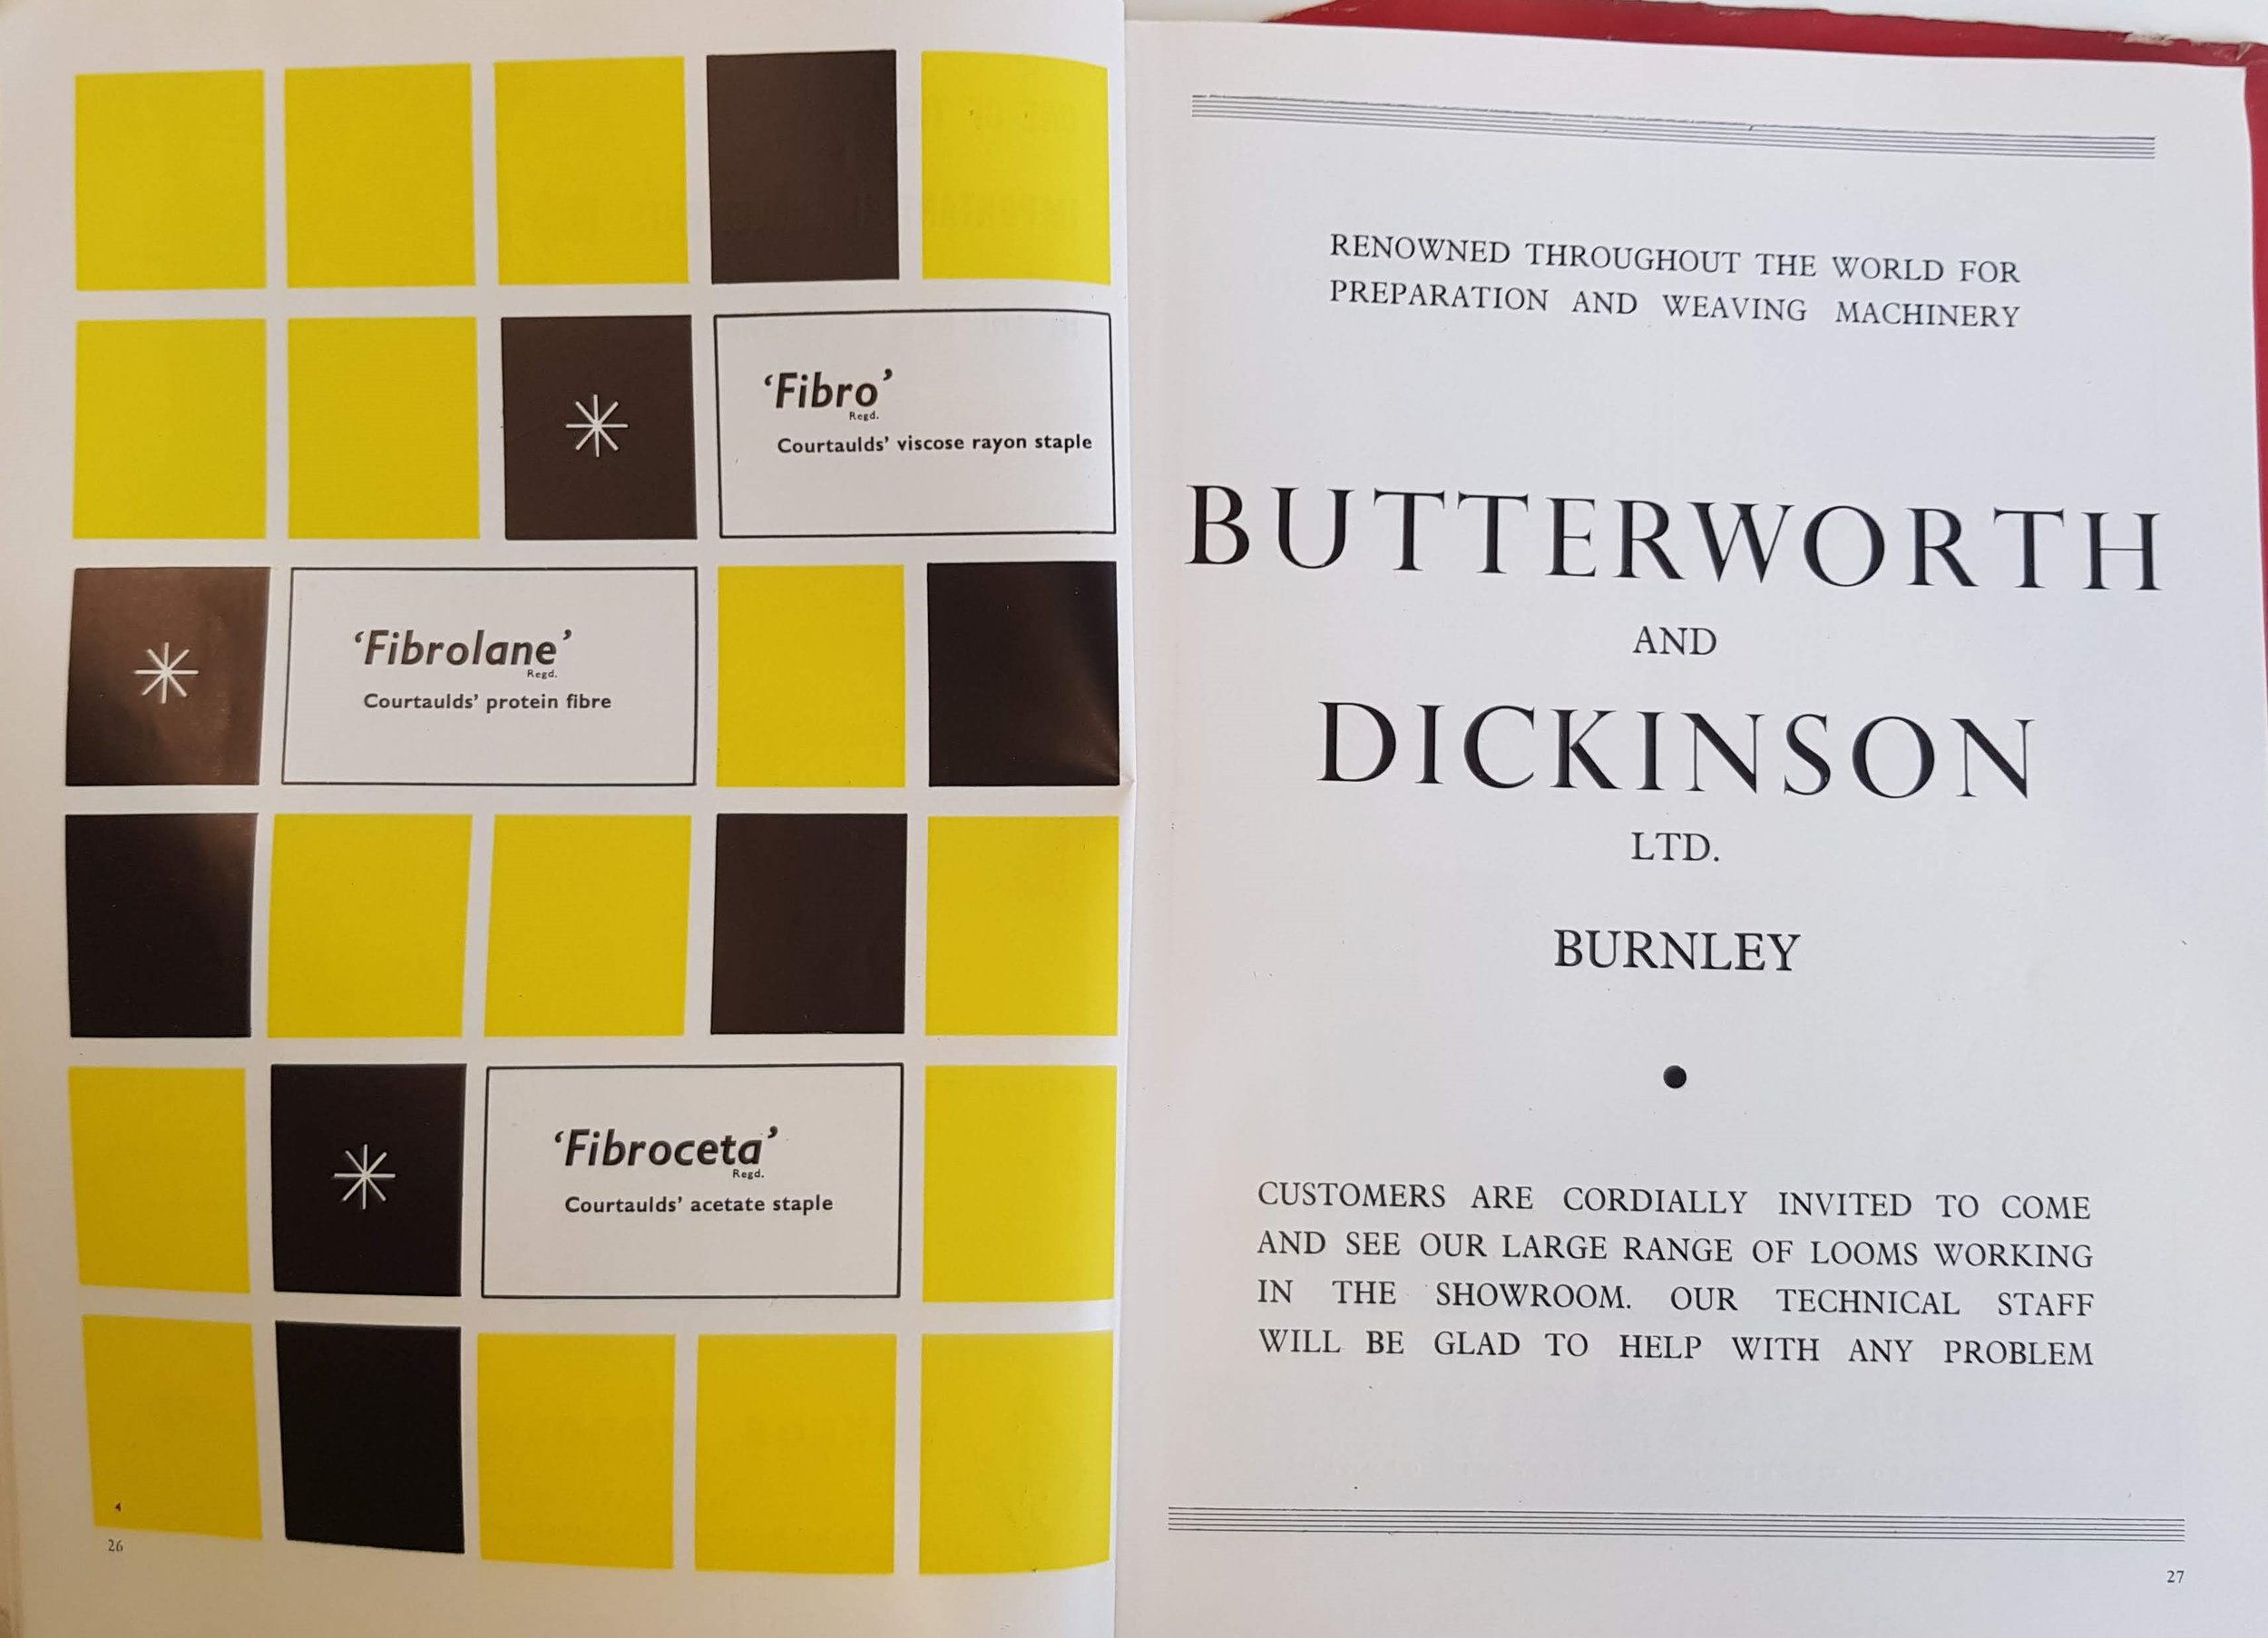 ‘Fibro’
Regd.
Courtaulds’ viscose rayon staple
‘Fibrolane’
Regd.
Courtaulds’ protein fibre
‘Fibroceta’
Regd.
Courtaulds’ acetate staple
4
26
RENOWNED THROUGHOUT THE WORLD FOR
PREPARATION AND WEAVING MACHINERY
BUTTERWORTH
AND
DICKINSON
LTD.
BURNLEY
CUSTOMERS ARE CORDIALLY INVITED TO COME
AND SEE OUR LARGE RANGE OF LOOMS WORKING
IN THE SHOWROOM. OUR TECHNICAL STAFF
WILL BE GLAD TO HELP WITH ANY PROBLEM
27